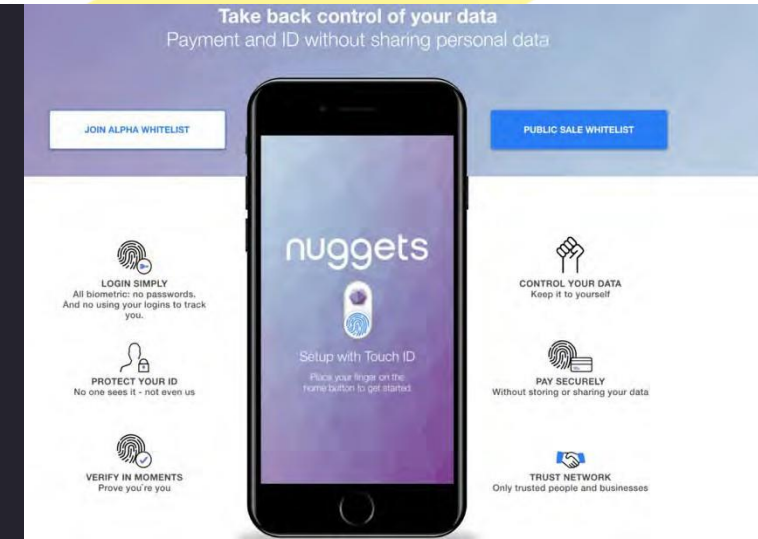 Take back control of your data
Payment and ID without sharing personal data
JOIN ALPHA WHITELIST
PUBLIC SALE WHITELIST
LOGIN SIMPLY
All biometric: no passwords.
And no using your logins to track
you.
PROTECT YOUR ID
No one sees it - not even us
VERIFY IN MOMENTS
Prove you're you
nuggets
Setup with Touch ID
Place your finger on the
home button to get started
CONTROL YOUR DATA
Keep it to yourself
PAY SECURELY
Without storing or sharing your data
TRUST NETWORK
Only trusted people and businesses